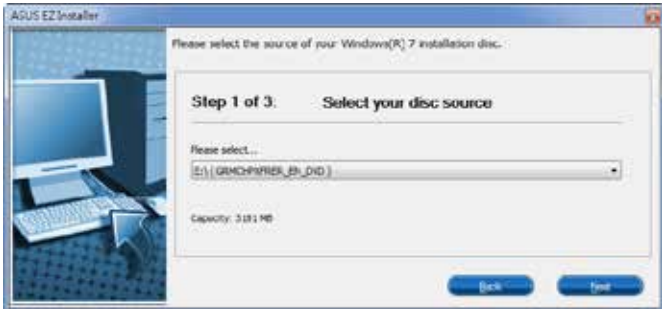 ASUS EZ Installer
Please select the source of your Windows(R) 7 installation disc.
Step 1 of 3. Select your disc source
Please select...
E:\ ( GRMCHPXFRER_EN_DVD )
Capacity: 3181 MB
Back
Next